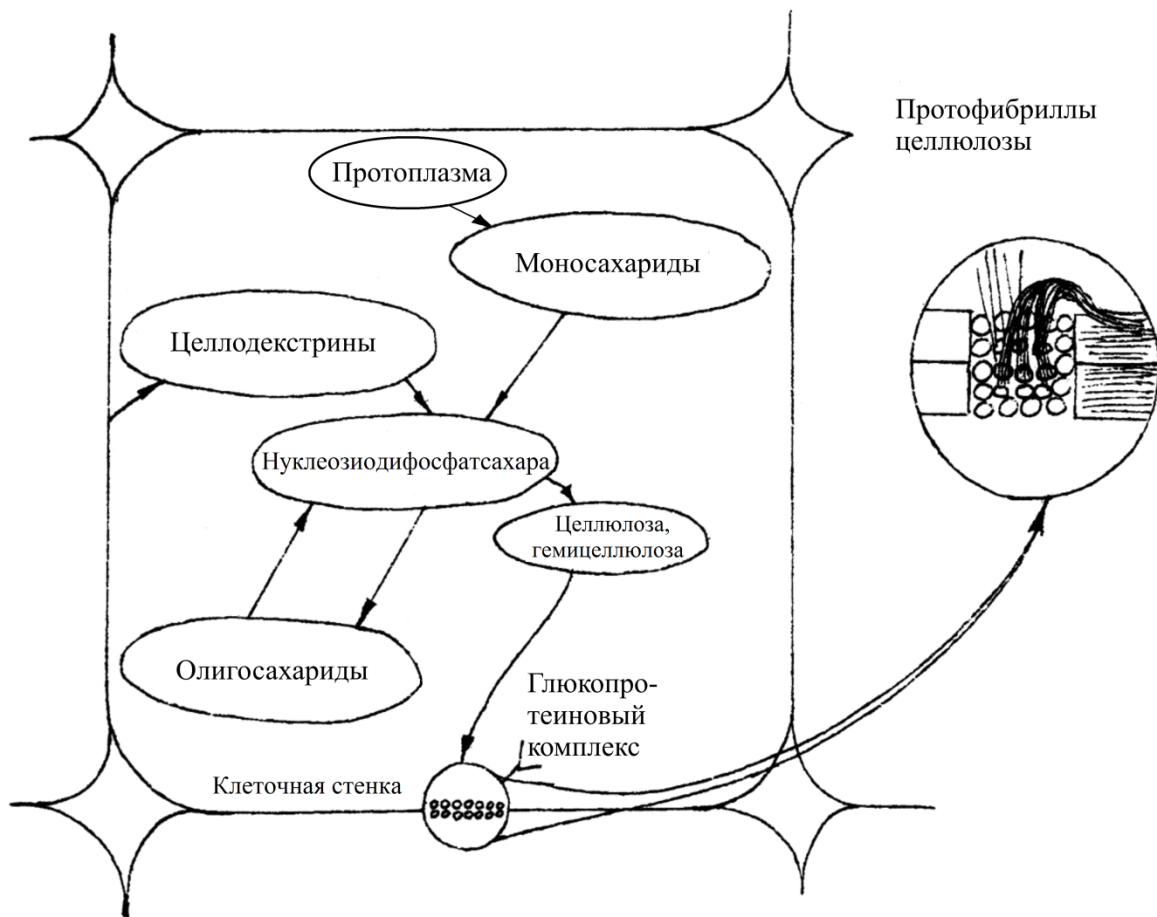 Протофибриллы
целлюлозы
Протоплазма
Моносахариды
Целлодекстрины
Нуклеозиодифосфатсахара
Целлюлоза,
гемицеллюлоза
Олигосахариды
Глюкопро-
теиновый
комплекс
Клеточная стенка